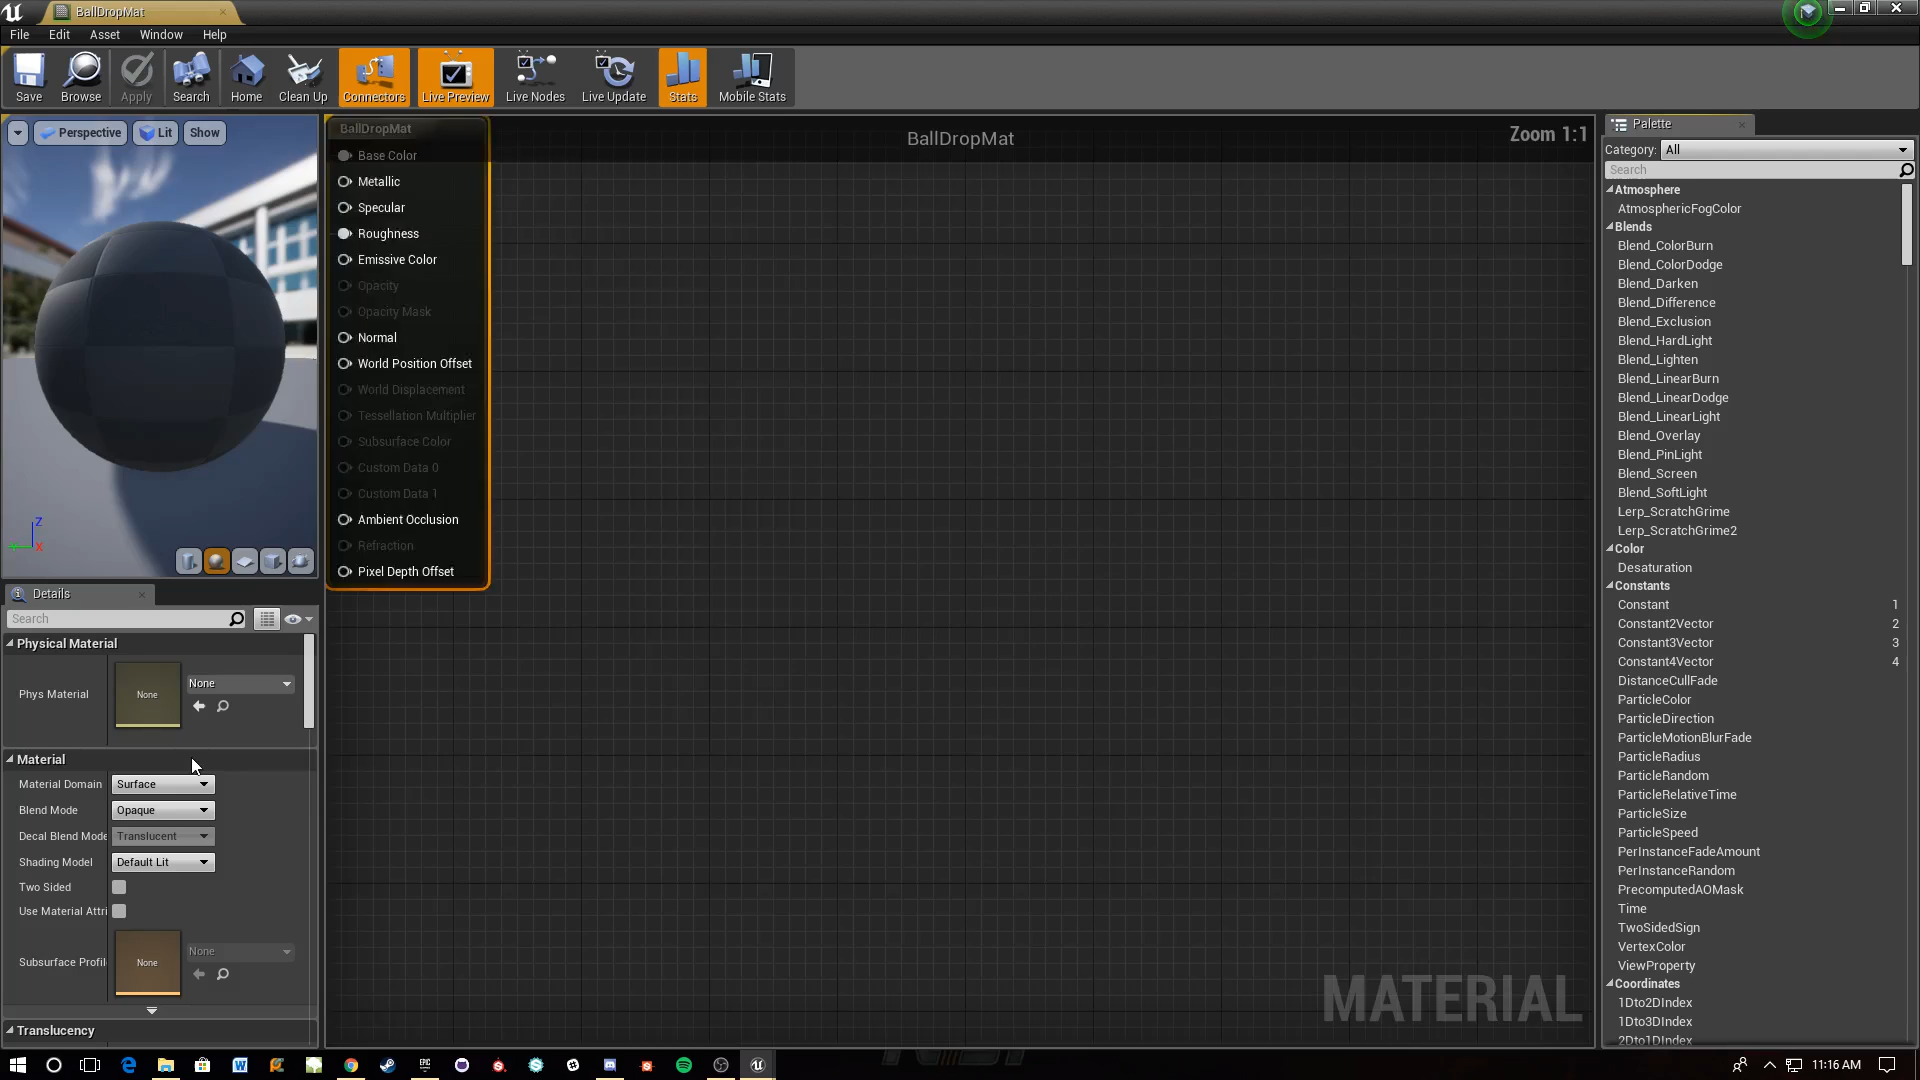 BallDropMat
File Edit Asset Window Help
Save Browse Apply Search Home Clean Up Connectors Live Preview Live Nodes Live Update Stats Mobile Stats
Perspective Lit Show
Z
X
BallDropMat
Base Color
Metallic
Specular
Roughness
Emissive Color
Opacity
Opacity Mask
Normal
World Position Offset
World Displacement
Tessellation Multiplier
Subsurface Color
Custom Data 0
Custom Data 1
Ambient Occlusion
Refraction
Pixel Depth Offset
BallDropMat
Zoom 1:1
MATERIAL
Details
Search
Physical Material
Phys Material None None
Material
Material Domain Surface
Blend Mode Opaque
Decal Blend Mode Translucent
Shading Model Default Lit
Two Sided
Use Material Attri
Subsurface Profil None None
Translucency
Palette
Category: All
Search
Atmosphere
AtmosphericFogColor
Blends
Blend_ColorBurn
Blend_ColorDodge
Blend_Darken
Blend_Difference
Blend_Exclusion
Blend_HardLight
Blend_Lighten
Blend_LinearBurn
Blend_LinearDodge
Blend_LinearLight
Blend_Overlay
Blend_PinLight
Blend_Screen
Blend_SoftLight
Lerp_ScratchGrime
Lerp_ScratchGrime2
Color
Desaturation
Constants
Constant 1
Constant2Vector 2
Constant3Vector 3
Constant4Vector 4
DistanceCullFade
ParticleColor
ParticleDirection
ParticleMotionBlurFade
ParticleRadius
ParticleRandom
ParticleRelativeTime
ParticleSize
ParticleSpeed
PerInstanceFadeAmount
PerInstanceRandom
PrecomputedAOMask
Time
TwoSidedSign
VertexColor
ViewProperty
Coordinates
1Dto2DIndex
1Dto3DIndex
2Dto1DIndex
11:16 AM